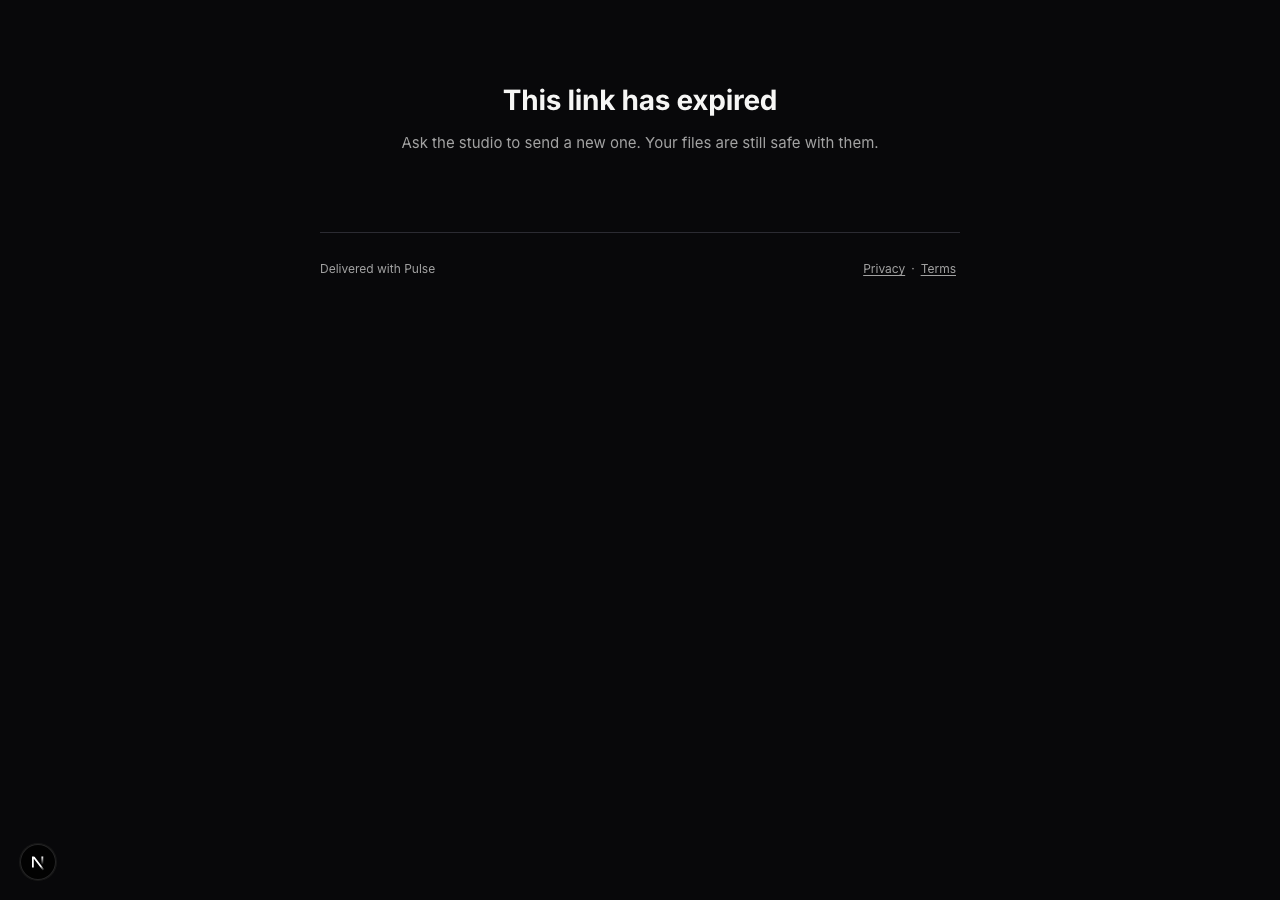 This link has expired
Ask the studio to send a new one. Your files are still safe with them.
Delivered with Pulse
Privacy · Terms
N